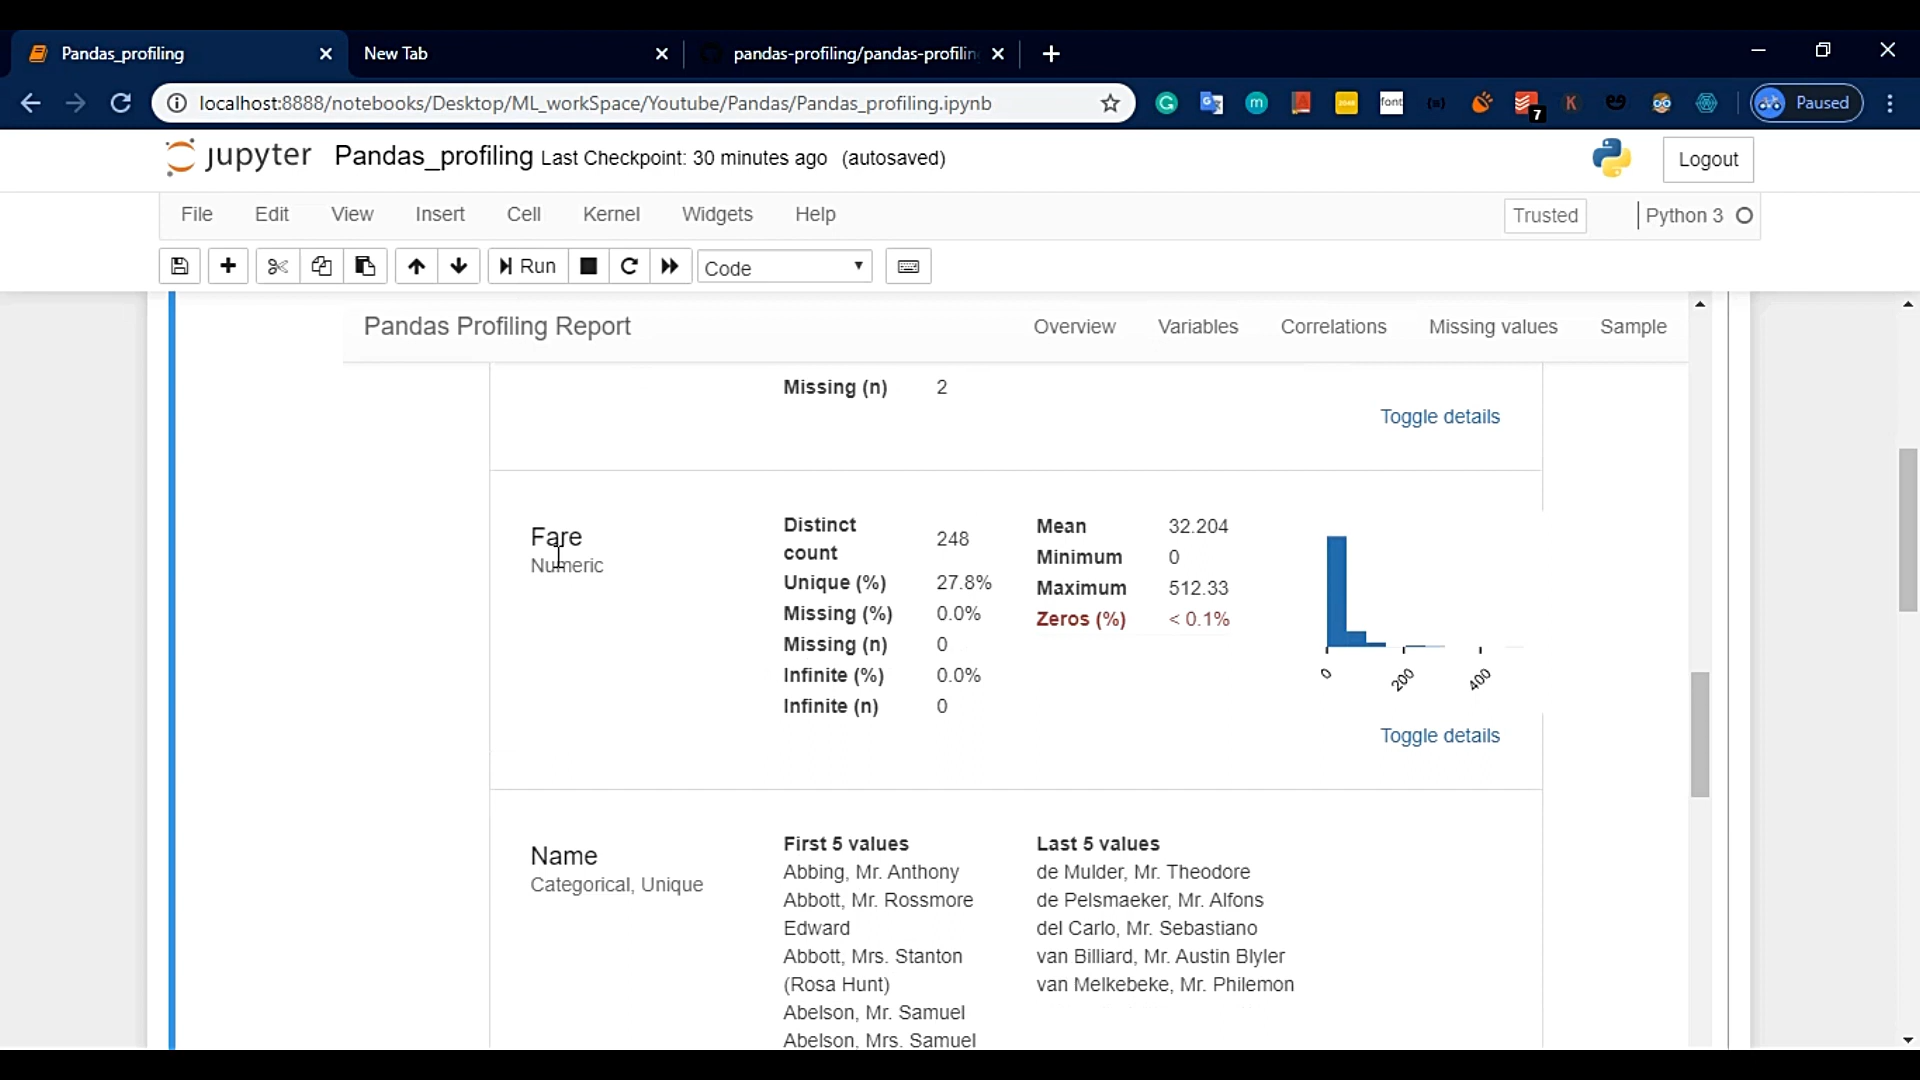 Pandas_profiling
New Tab
pandas-profiling/pandas-profilin
localhost:8888/notebooks/Desktop/ML_workSpace/Youtube/Pandas/Pandas_profiling.ipynb
font
7
K
Paused
jupyter Pandas_profiling Last Checkpoint: 30 minutes ago (autosaved)
Logout
File Edit View Insert Cell Kernel Widgets Help
Trusted
Python 3
Run
Code
Pandas Profiling Report
Overview Variables Correlations Missing values Sample
Missing (n) 2
Toggle details
Fare
Numeric
Distinct count 248
Unique (%) 27.8%
Missing (%) 0.0%
Missing (n) 0
Infinite (%) 0.0%
Infinite (n) 0
Mean 32.204
Minimum 0
Maximum 512.33
Zeros (%) < 0.1%
0 200 400
Toggle details
Name
Categorical, Unique
First 5 values
Abbing, Mr. Anthony
Abbott, Mr. Rossmore
Edward
Abbott, Mrs. Stanton
(Rosa Hunt)
Abelson, Mr. Samuel
Abelson, Mrs. Samuel
Last 5 values
de Mulder, Mr. Theodore
de Pelsmaeker, Mr. Alfons
del Carlo, Mr. Sebastiano
van Billiard, Mr. Austin Blyler
van Melkebeke, Mr. Philemon